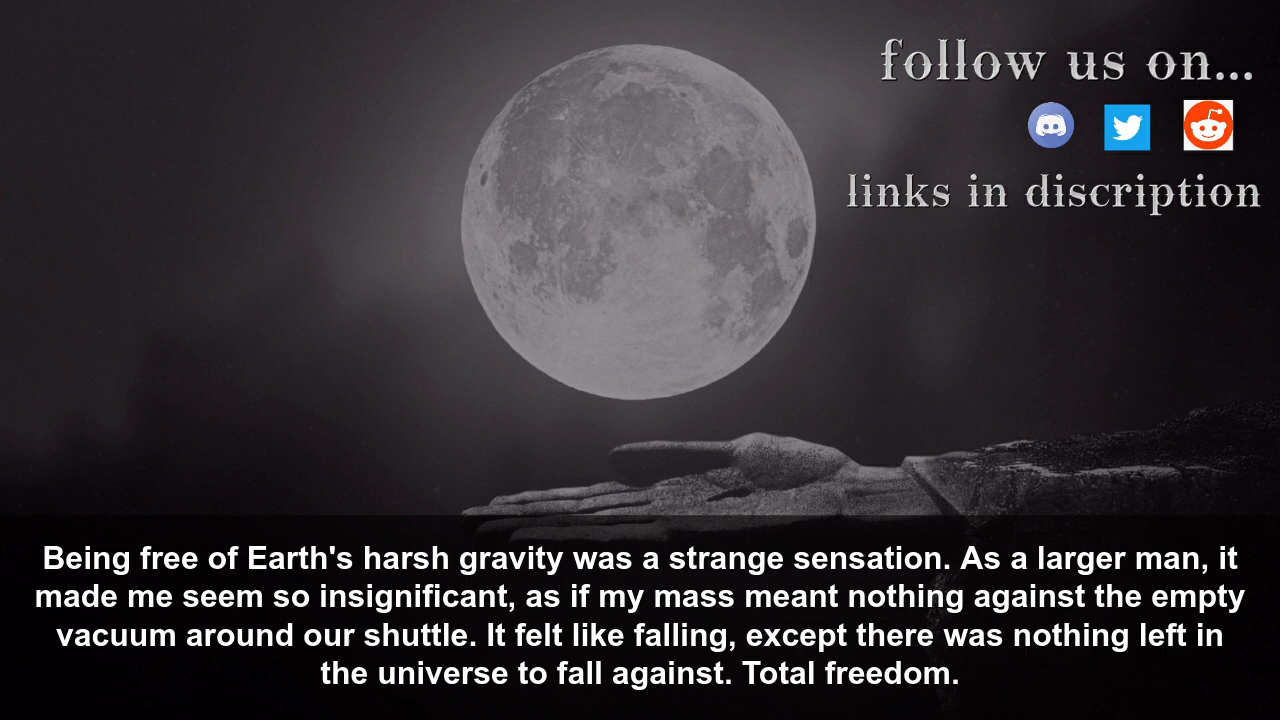 follow us on...
links in discription
Being free of Earth's harsh gravity was a strange sensation. As a larger man, it
made me seem so insignificant, as if my mass meant nothing against the empty
vacuum around our shuttle. It felt like falling, except there was nothing left in
the universe to fall against. Total freedom.